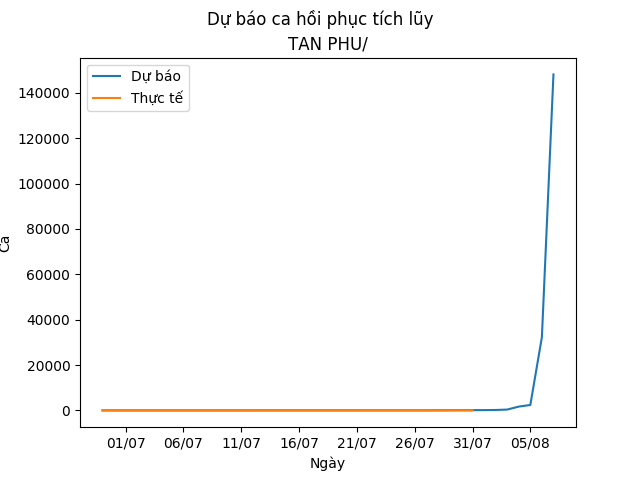 Dự báo ca hồi phục tích lũy
TAN PHU/
Dự báo
Thực tế
140000
120000
100000
80000
60000
40000
20000
0
Ca
01/07 06/07 11/07 16/07 21/07 26/07 31/07 05/08
Ngày